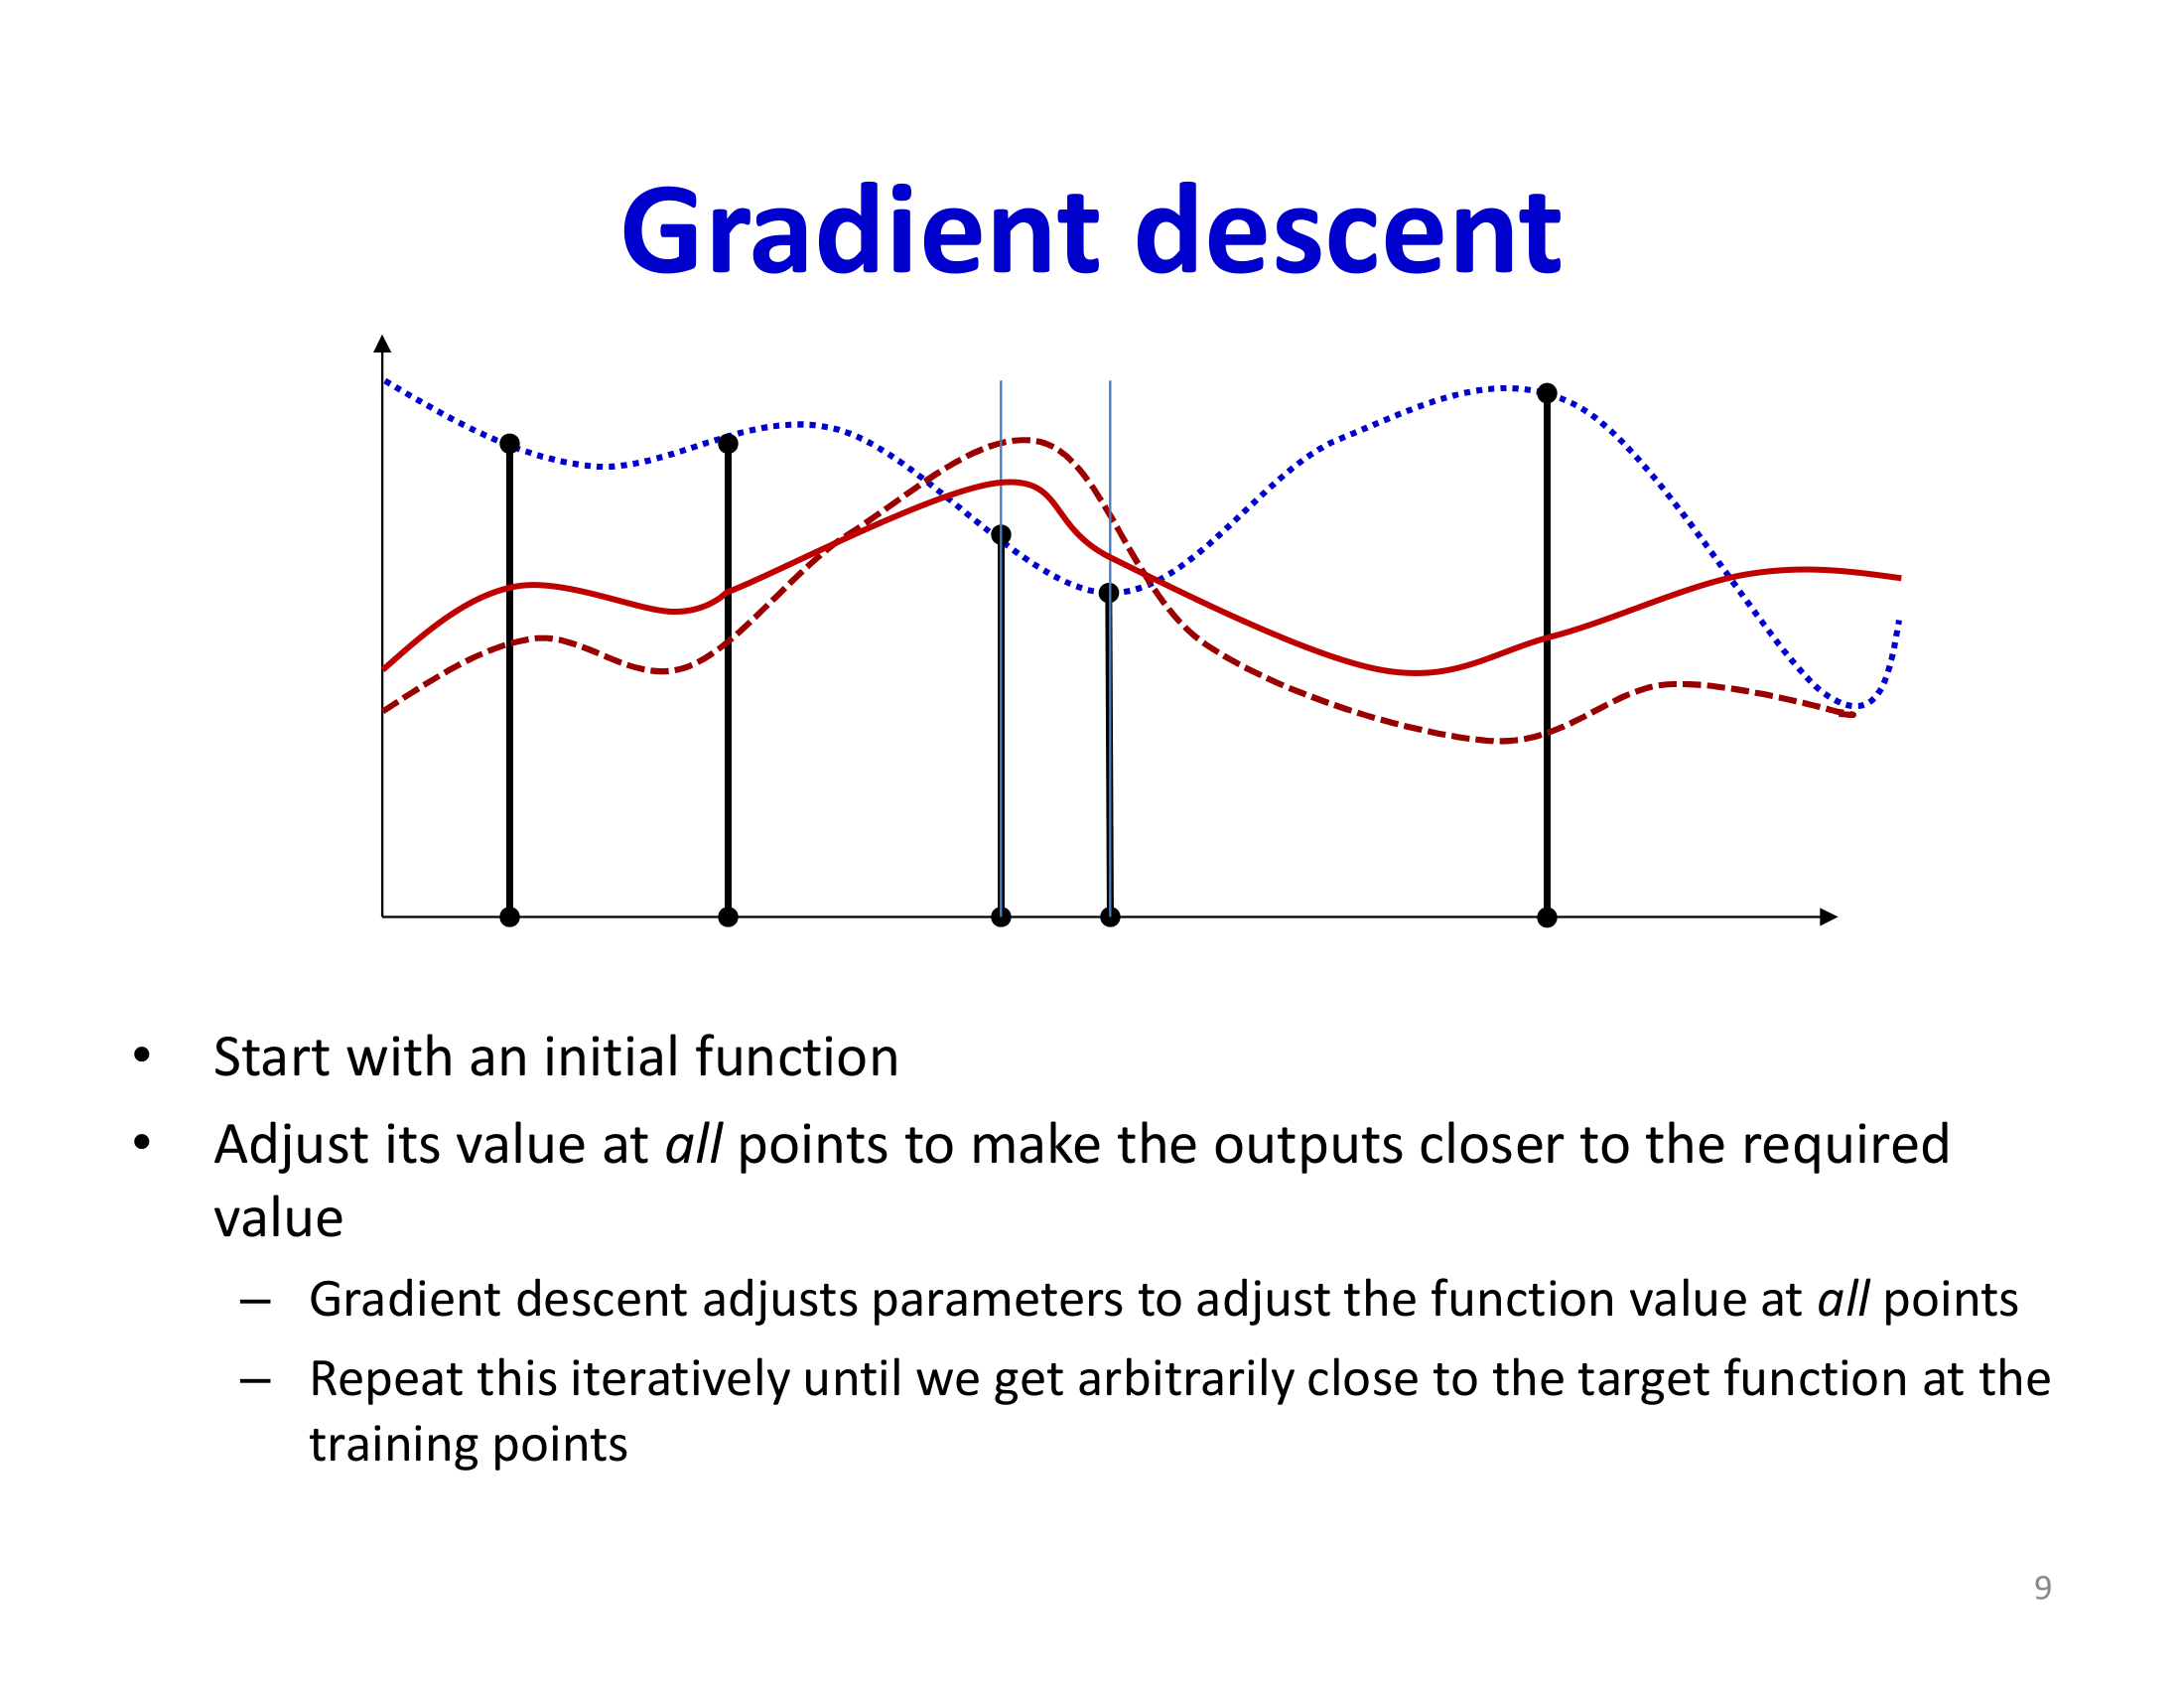 Gradient descent
• Start with an initial function
• Adjust its value at all points to make the outputs closer to the required
value
– Gradient descent adjusts parameters to adjust the function value at all points
– Repeat this iteratively until we get arbitrarily close to the target function at the
training points
9